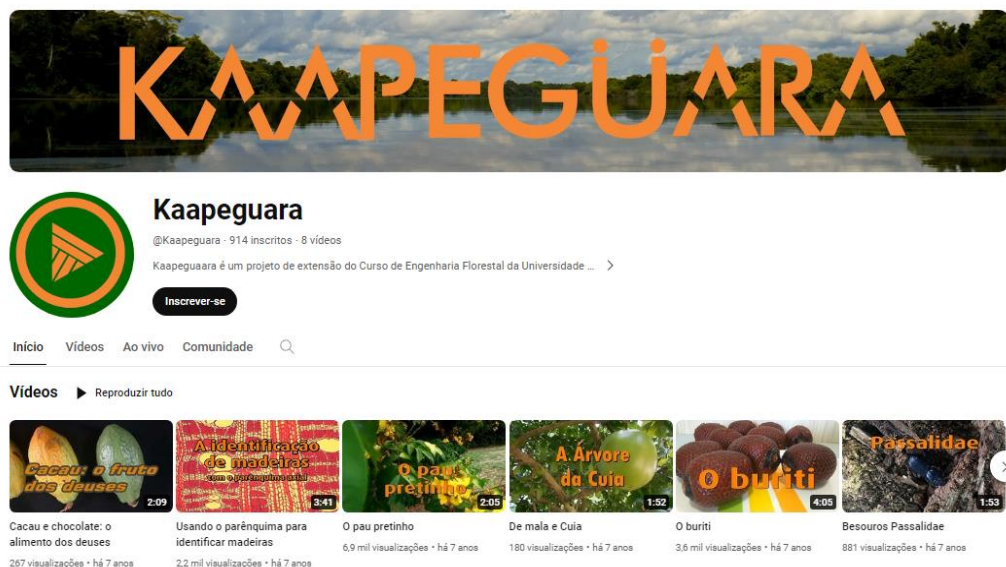 KAAPEGÜARA
Kaapeguara
@Kaapeguara · 914 inscritos · 8 vídeos
Kaapeguaara é um projeto de extensão do Curso de Engenharia Florestal da Universidade ...
Inscrever-se
Início Vídeos Ao vivo Comunidade
Vídeos Reproduzir tudo
Cacau: o fruto
dos deuses
2:09
A identificação
de madeiras
com o parênquima axial
3:41
O pau
pretinho
2:05
A Árvore
da Cuia
1:52
O buriti
4:05
Passalidae
1:53
Cacau e chocolate: o
alimento dos deuses
267 visualizações • há 7 anos
Usando o parênquima para
identificar madeiras
2,2 mil visualizações • há 7 anos
O pau pretinho
6,9 mil visualizações • há 7 anos
De mala e Cuia
180 visualizações • há 7 anos
O buriti
3,6 mil visualizações • há 7 anos
Besouros Passalidae
881 visualizações • há 7 anos